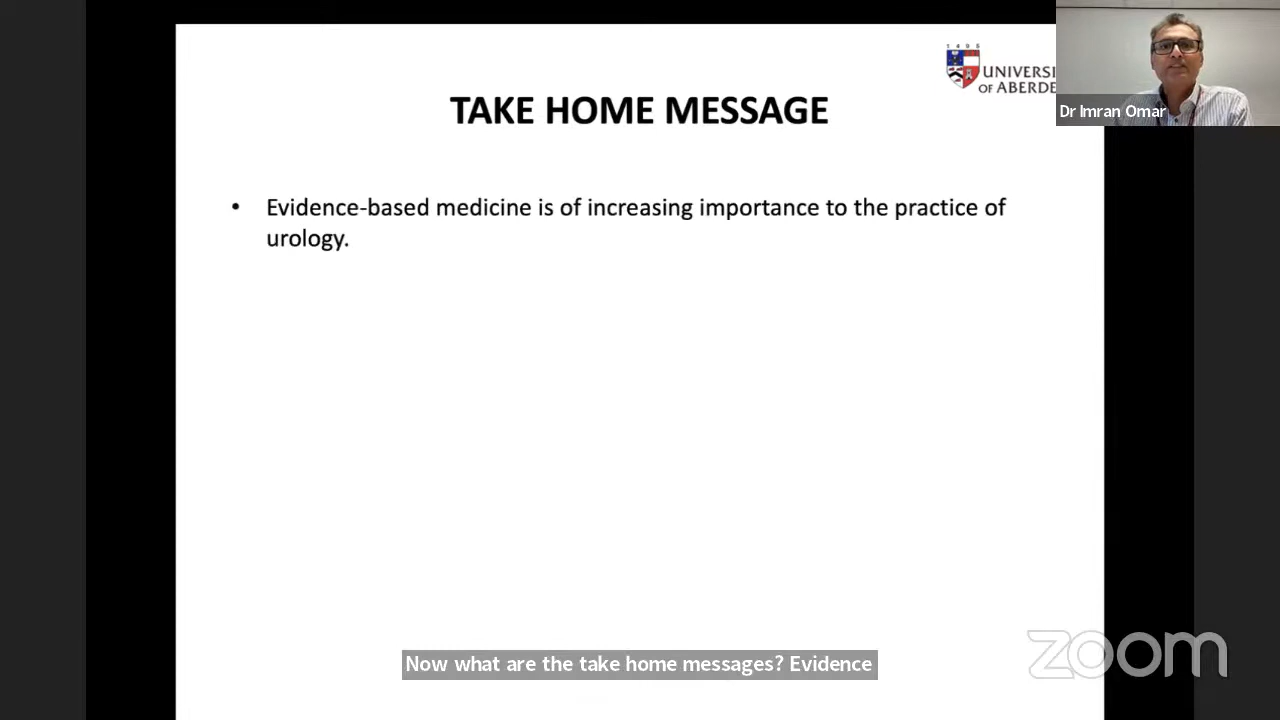 1495
UNIVERSI
OF ABERDE
Dr Imran Omar
TAKE HOME MESSAGE
• Evidence-based medicine is of increasing importance to the practice of
urology.
Now what are the take home messages? Evidence
zoom